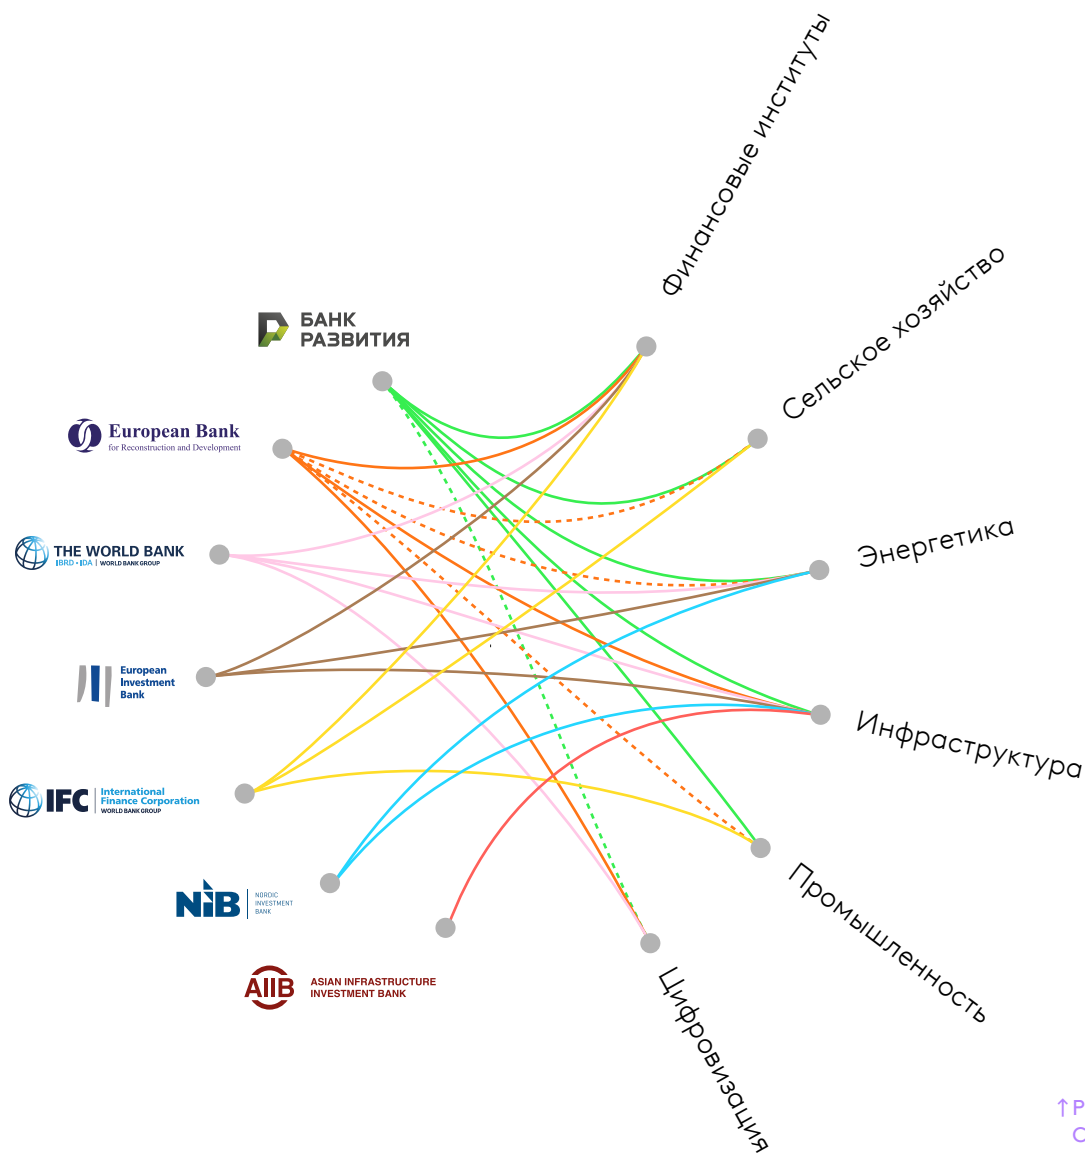 Финансовые институты
Сельское хозяйство
БАНК
РАЗВИТИЯ
European Bank
for Reconstruction and Development
Энергетика
THE WORLD BANK
IBRD • IDA | WORLD BANK GROUP
European
Investment
Bank
Инфраструктура
IFC
International
Finance Corporation
WORLD BANK GROUP
Промышленность
NIB
NORDIC
INVESTMENT
BANK
AIIB
ASIAN INFRASTRUCTURE
INVESTMENT BANK
Цифровизация
↑Р
С